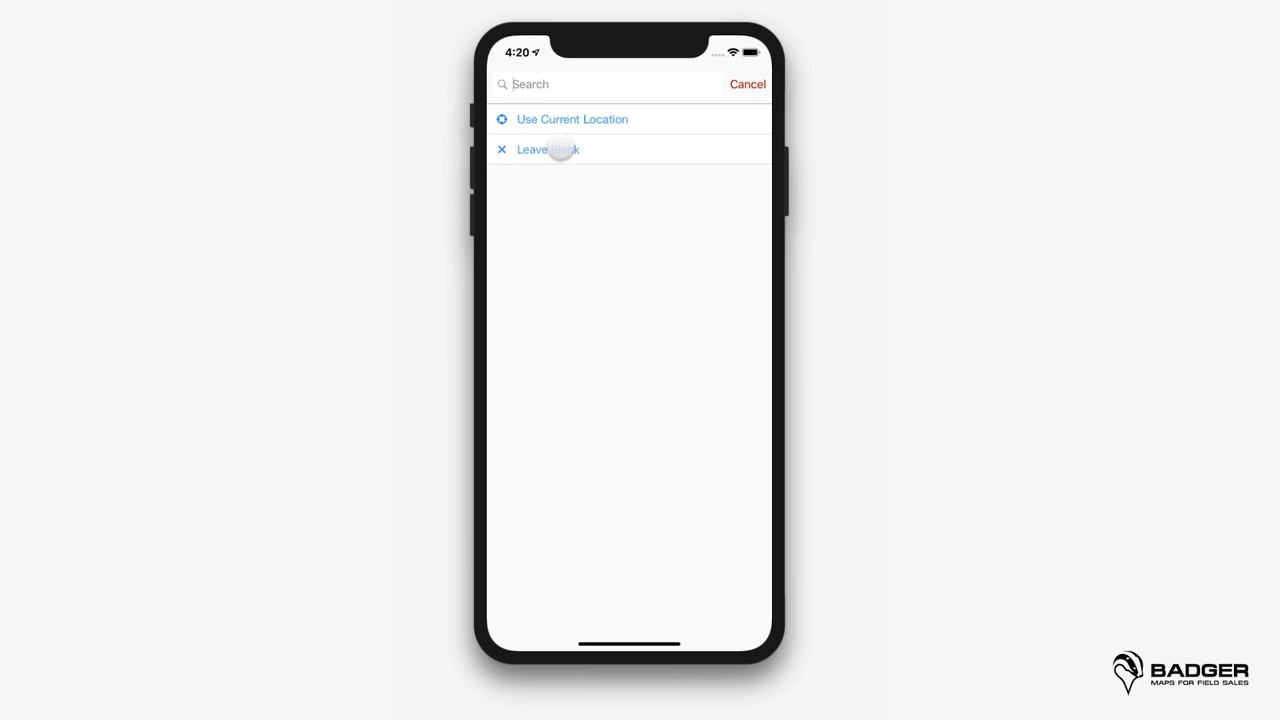 4:20
Search
Cancel
Use Current Location
Leave Blank
BADGER
MAPS FOR FIELD SALES